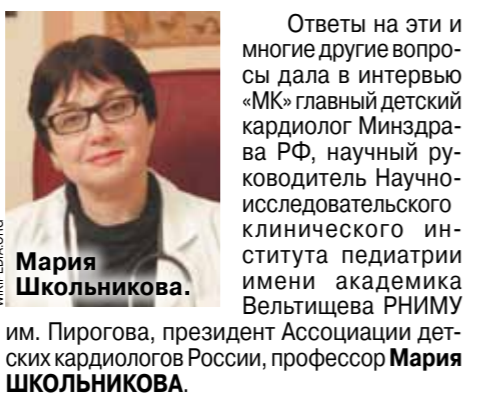 Ответы на эти и
многие другие вопро-
сы дала в интервью
«МК» главный детский
кардиолог Минздра-
ва РФ, научный ру-
ководитель Научно-
исследовательского
клинического ин-
ститута педиатрии
имени академика
Вельтищева РНИМУ
им. Пирогова, президент Ассоциации дет-
ских кардиологов России, профессор Мария
ШКОЛЬНИКОВА.
Мария
Школьникова.